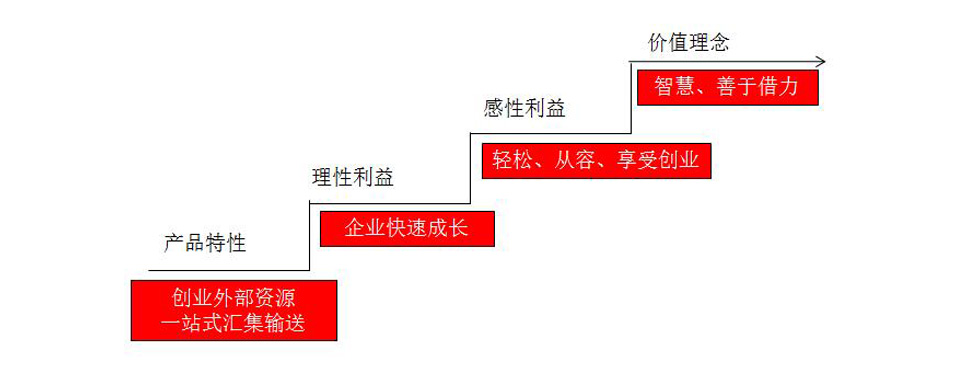 价值理念
智慧、善于借力
感性利益
轻松、从容、享受创业
理性利益
企业快速成长
产品特性
创业外部资源
一站式汇集输送